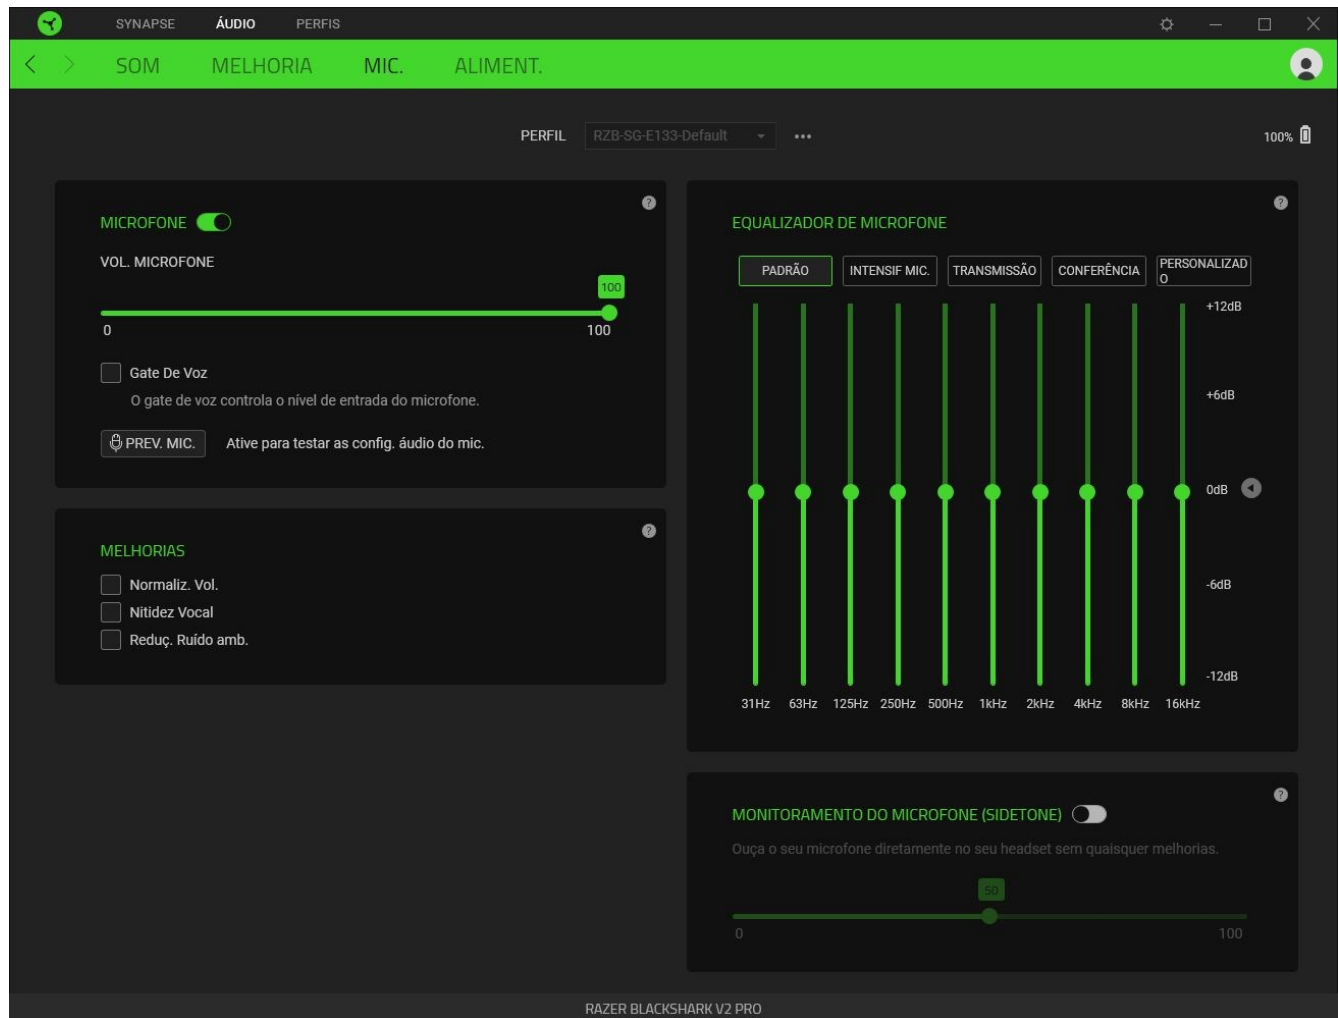 SYNAPSE ÁUDIO PERFIS
SOM MELHORIA MIC. ALIMENT.
PERFIL RZB-SG-E133-Default
100%
MICROFONE
VOL. MICROFONE
100
0 100
Gate De Voz
O gate de voz controla o nível de entrada do microfone.
PREV. MIC. Ative para testar as config. áudio do mic.
MELHORIAS
Normaliz. Vol.
Nitidez Vocal
Reduç. Ruído amb.
EQUALIZADOR DE MICROFONE
PADRÃO INTENSIF MIC. TRANSMISSÃO CONFERÊNCIA PERSONALIZAD
O
+12dB
+6dB
0dB
-6dB
-12dB
31Hz 63Hz 125Hz 250Hz 500Hz 1kHz 2kHz 4kHz 8kHz 16kHz
MONITORAMENTO DO MICROFONE (SIDETONE)
Ouça o seu microfone diretamente no seu headset sem quaisquer melhorias.
50
0 100
RAZER BLACKSHARK V2 PRO